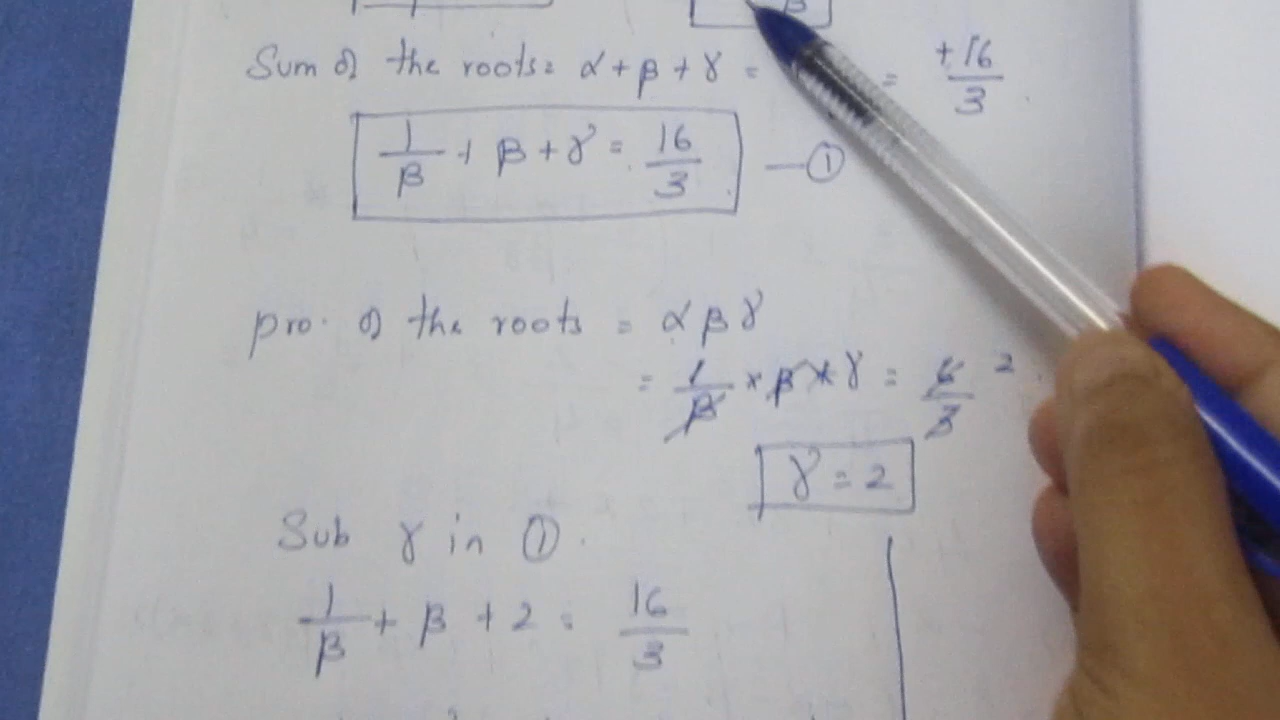 β
Sum of the roots = α + β + γ = = +16/3
1/β + β + γ = 16/3 — ①
pro. of the roots = α β γ
= 1/β × β × γ = 6/3 2
γ = 2
Sub γ in ①.
1/β + β + 2 = 16/3